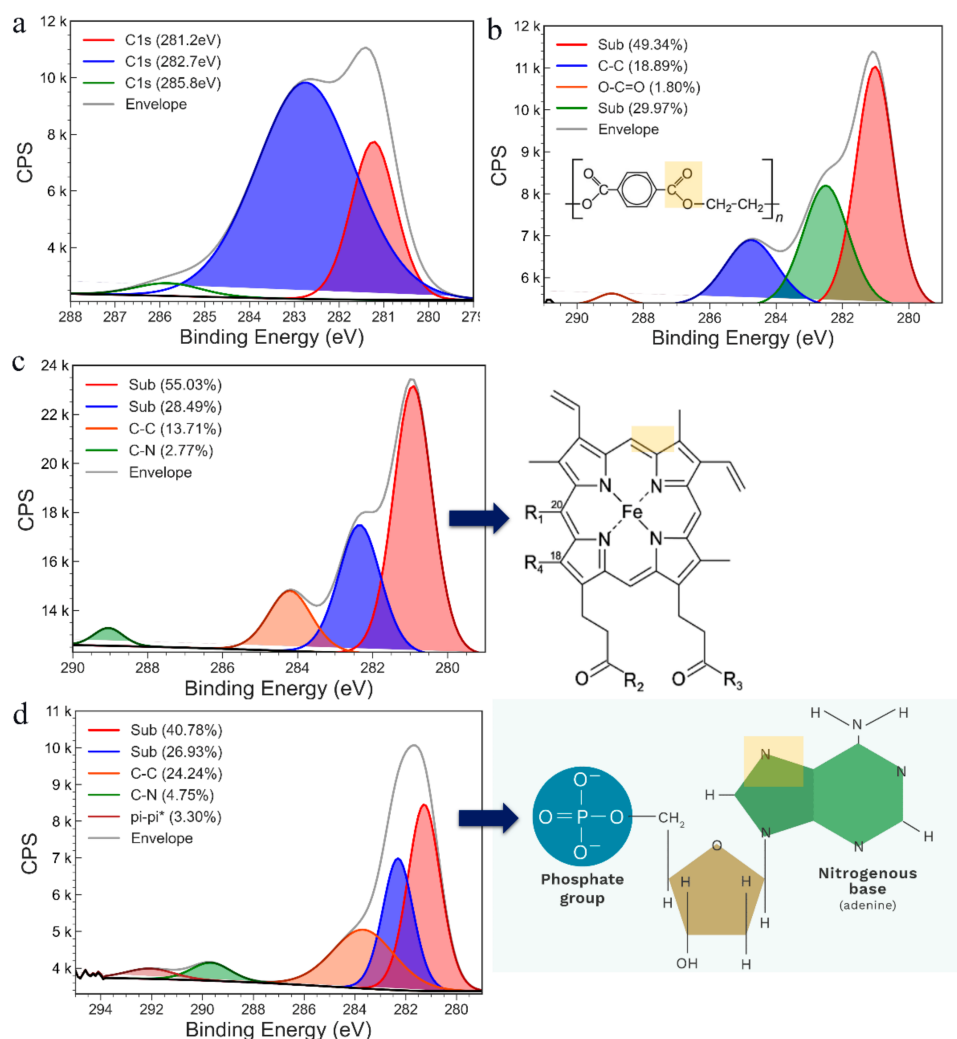 a
12 k
10 k
8 k
6 k
4 k
CPS
C1s (281.2eV)
C1s (282.7eV)
C1s (285.8eV)
Envelope
288 287 286 285 284 283 282 281 280 279
Binding Energy (eV)
b
12 k
11 k
9 k
8 k
7 k
6 k
CPS
Sub (49.34%)
C-C (18.89%)
O-C=O (1.80%)
Sub (29.97%)
Envelope
O
C
O
C
O
O—CH2-CH2
n
290 288 286 284 282 280
Binding Energy (eV)
c
24 k
22 k
20 k
18 k
16 k
14 k
Sub (55.03%)
Sub (28.49%)
C-C (13.71%)
C-N (2.77%)
Envelope
290 288 286 284 282 280
Binding Energy (eV)
N N
Fe
N N
20
R1
18
R4
O R2
O R3
d
11 k
10 k
9 k
8 k
7 k
6 k
5 k
4 k
CPS
Sub (40.78%)
Sub (26.93%)
C-C (24.24%)
C-N (4.75%)
pi-pi* (3.30%)
Envelope
294 292 290 288 286 284 282 280
Binding Energy (eV)
O−
O=P—O
O−
Phosphate
group
CH2
O
H H
H H
OH H
H N H
N N
H
N N
H
Nitrogenous
base
(adenine)